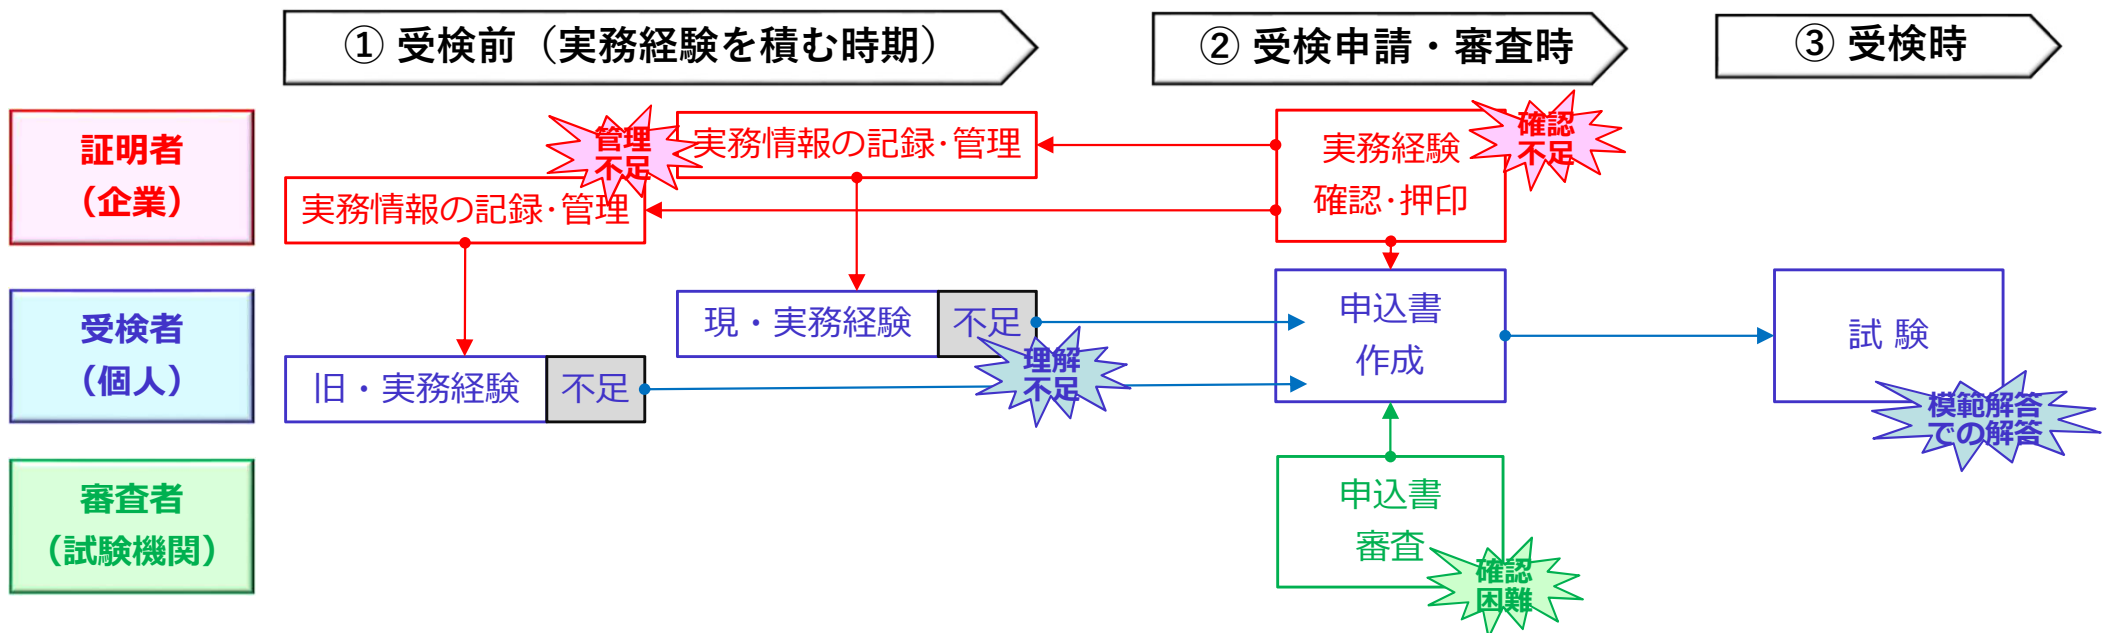 ① 受検前（実務経験を積む時期）
② 受検申請・審査時
③ 受検時
証明者
（企業）
管理
不足
実務情報の記録・管理
実務情報の記録・管理
実務経験
確認・押印
確認
不足
受検者
（個人）
現・実務経験
不足
旧・実務経験
不足
理解
不足
申込書
作成
試 験
模範解答
での解答
審査者
（試験機関）
申込書
審査
確認
困難